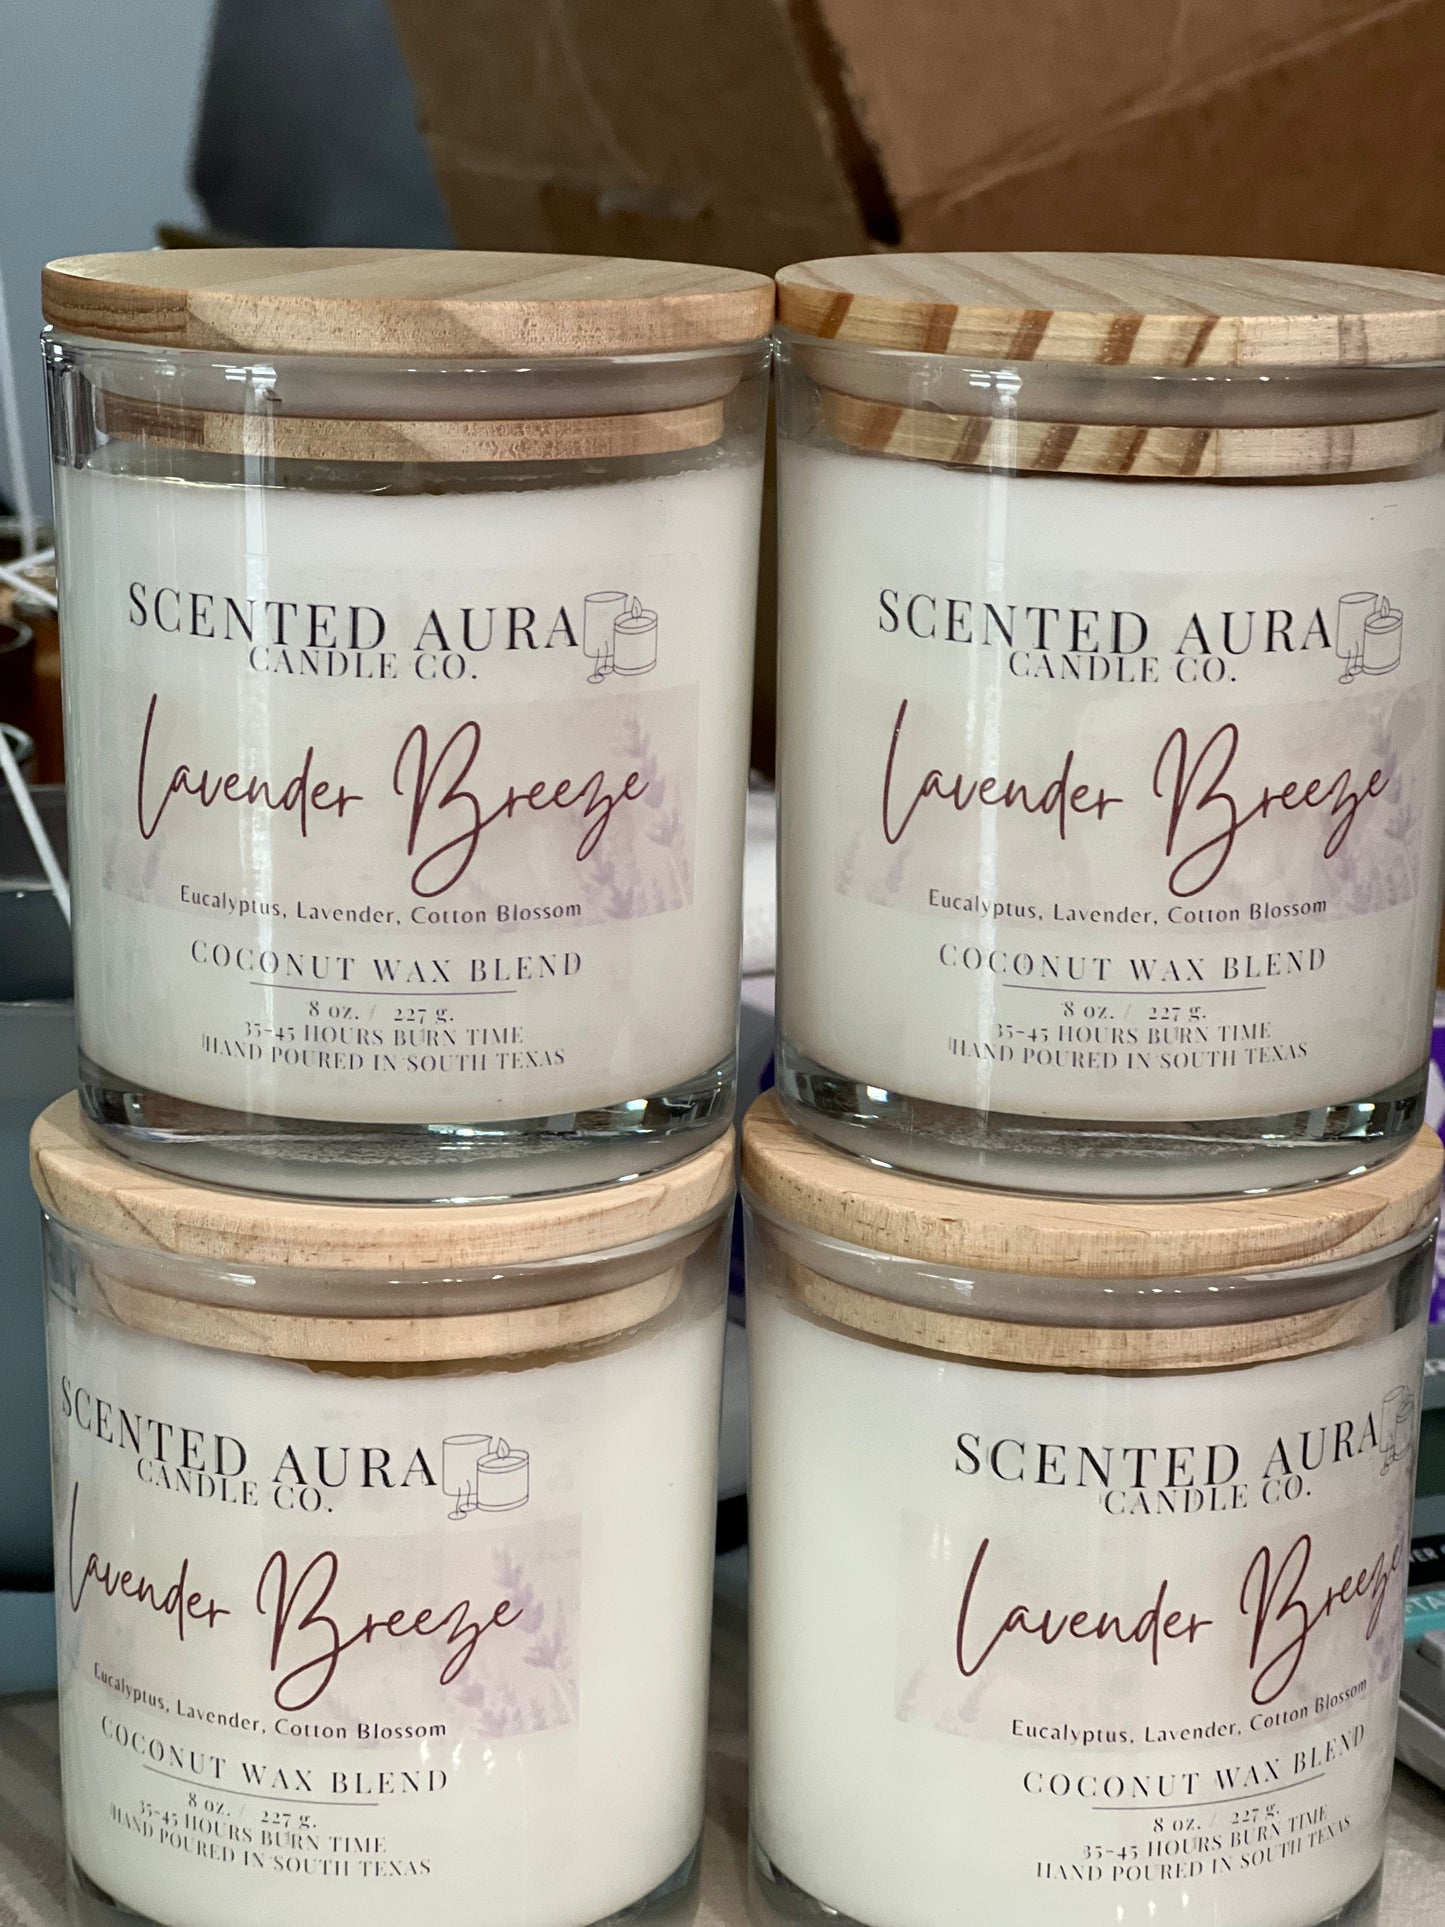 SCENTED AURA
CANDLE CO.
Lavender Breeze
Eucalyptus, Lavender, Cotton Blossom
COCONUT WAX BLEND
8 oz. / 227 g.
35-45 HOURS BURN TIME
HAND POURED IN SOUTH TEXAS
SCENTED AURA
CANDLE CO.
Lavender Breeze
Eucalyptus, Lavender, Cotton Blossom
COCONUT WAX BLEND
8 oz. / 227 g.
35-45 HOURS BURN TIME
HAND POURED IN SOUTH TEXAS
SCENTED AURA
CANDLE CO.
Lavender Breeze
Eucalyptus, Lavender, Cotton Blossom
COCONUT WAX BLEND
8 oz. / 227 g.
35-45 HOURS BURN TIME
HAND POURED IN SOUTH TEXAS
SCENTED AURA
CANDLE CO.
Lavender Breeze
Eucalyptus, Lavender, Cotton Blossom
COCONUT WAX BLEND
8 oz. / 227 g.
35-45 HOURS BURN TIME
HAND POURED IN SOUTH TEXAS